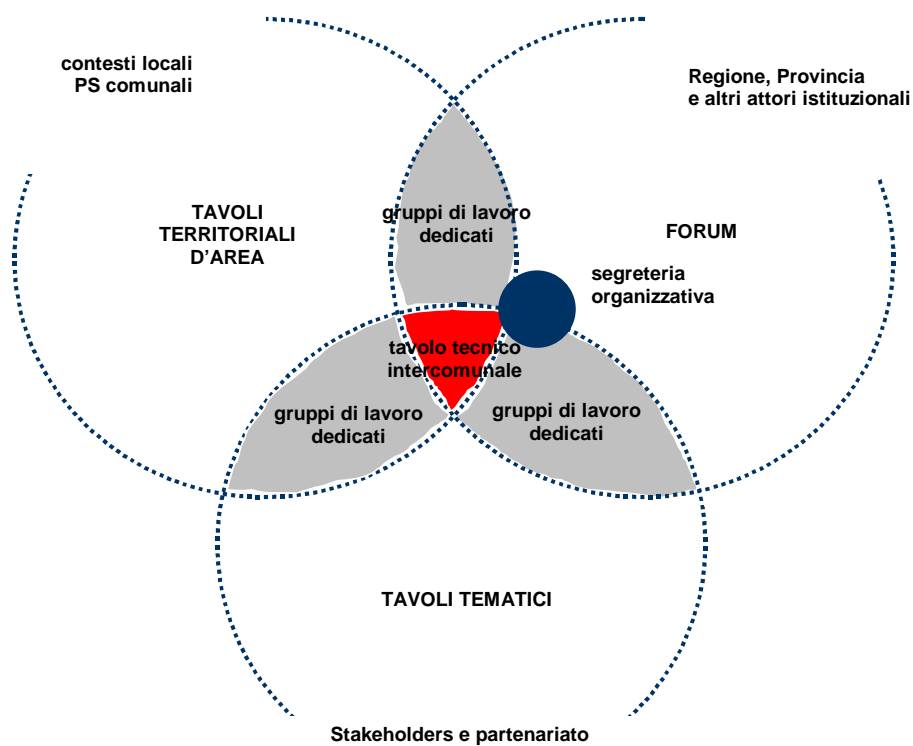 contesti locali
PS comunali
Regione, Provincia
e altri attori istituzionali
TAVOLI
TERRITORIALI
D’AREA
gruppi di lavoro
dedicati
FORUM
segreteria
organizzativa
tavolo tecnico
intercomunale
gruppi di lavoro
dedicati
gruppi di lavoro
dedicati
TAVOLI TEMATICI
Stakeholders e partenariato